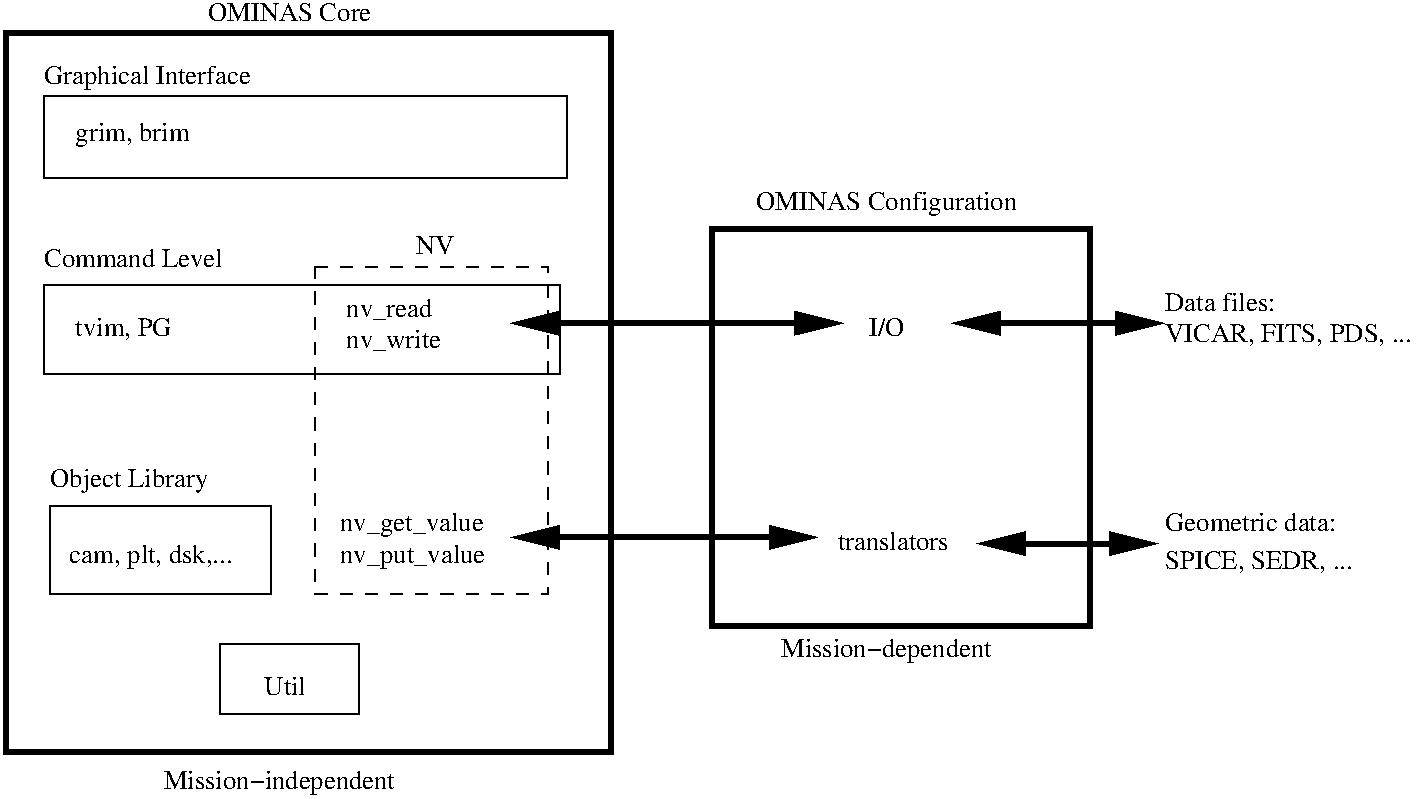 OMINAS Core
Graphical Interface
grim, brim
Command Level
NV
tvim, PG
nv_read
nv_write
Object Library
cam, plt, dsk,...
nv_get_value
nv_put_value
Util
Mission−independent
OMINAS Configuration
I/O
translators
Mission−dependent
Data files:
VICAR, FITS, PDS, ...
Geometric data:
SPICE, SEDR, ...